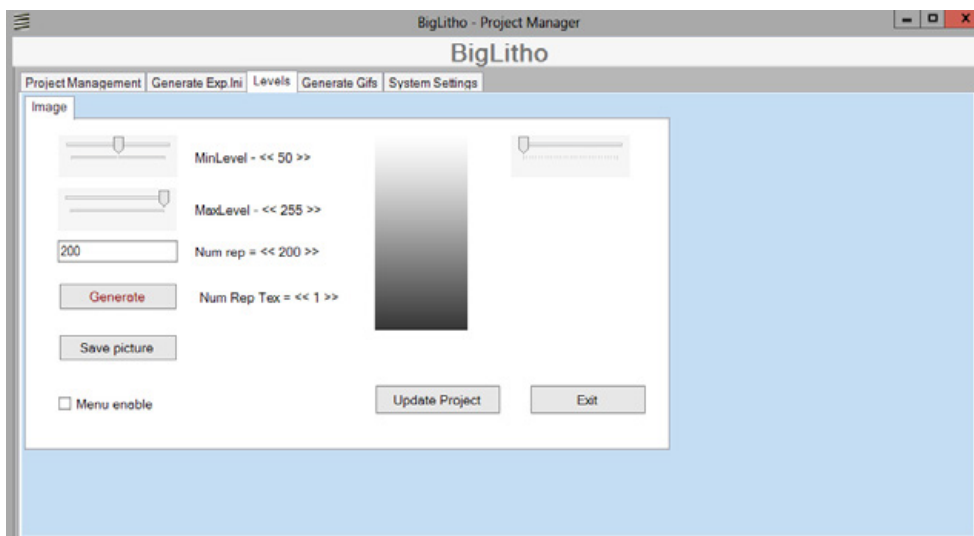 BigLitho - Project Manager
BigLitho
Project Management Generate Exp.Ini Levels Generate Gifs System Settings
Image
MinLevel - << 50 >>
MaxLevel - << 255 >>
200 Num rep = << 200 >>
Generate Num Rep Tex = << 1 >>
Save picture
Menu enable Update Project Exit